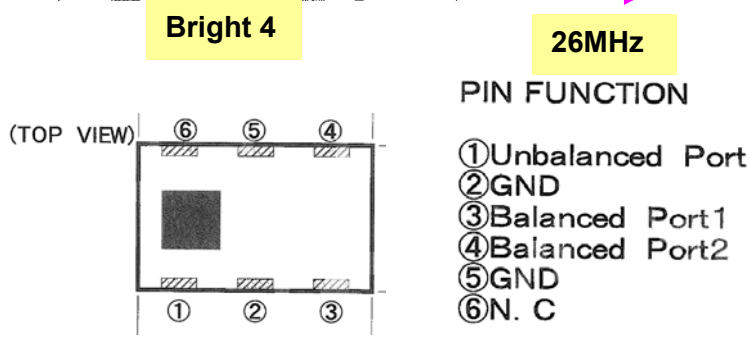 Bright 4
26MHz
PIN FUNCTION
(TOP VIEW)
⑥ ⑤ ④
① ② ③
①Unbalanced Port
②GND
③Balanced Port1
④Balanced Port2
⑤GND
⑥N. C